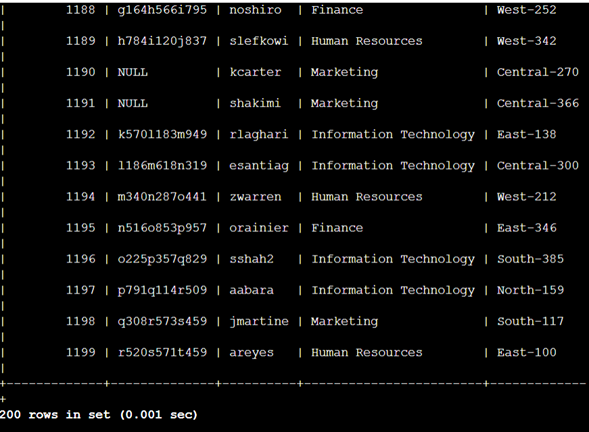 |        1188 | g164h566i795 | noshiro  | Finance                | West-252
|
|        1189 | h784i120j837 | slefkowi | Human Resources        | West-342
|
|        1190 | NULL         | kcarter  | Marketing              | Central-270
|
|        1191 | NULL         | shakimi  | Marketing              | Central-366
|
|        1192 | k570l183m949 | rlaghari | Information Technology | East-138
|
|        1193 | l186m618n319 | esantiag | Information Technology | Central-300
|
|        1194 | m340n287o441 | zwarren  | Human Resources        | West-212
|
|        1195 | n516o853p957 | orainier | Finance                | East-346
|
|        1196 | o225p357q829 | sshah2   | Information Technology | South-385
|
|        1197 | p791q114r509 | aabara   | Information Technology | North-159
|
|        1198 | q308r573s459 | jmartine | Marketing              | South-117
|
|        1199 | r520s571t459 | areyes   | Human Resources        | East-100
|
+-------------+--------------+----------+------------------------+-------------
+
200 rows in set (0.001 sec)